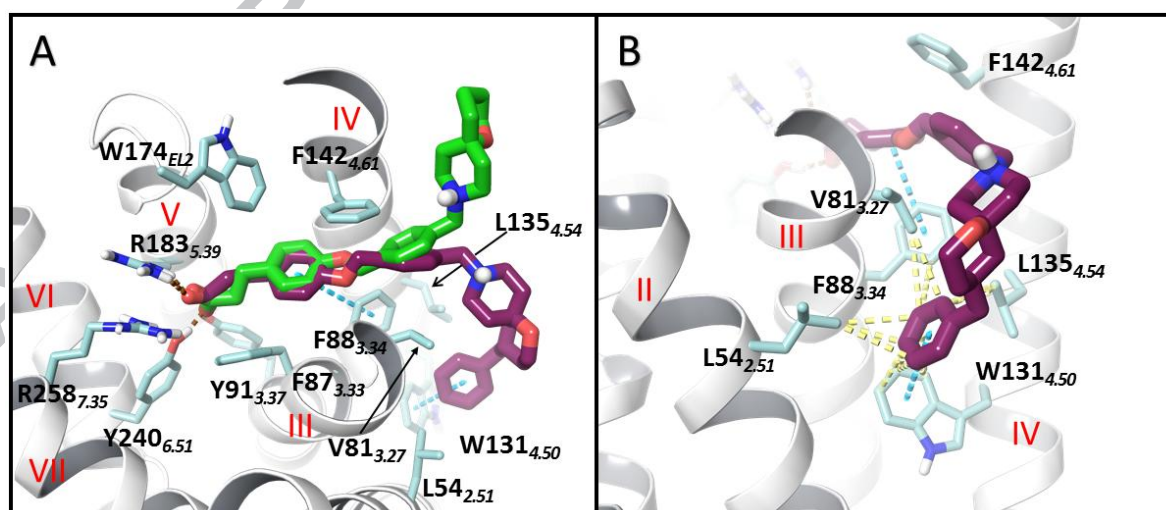 A
IV
W174EL2
F1424.61
V
L1354.54
R1835.39
VI
F883.34
R2587.35
Y913.37
F873.33
III
Y2406.51
V813.27
W1314.50
VII
L542.51
B
F1424.61
V813.27
III
II
F883.34
L1354.54
L542.51
W1314.50
IV